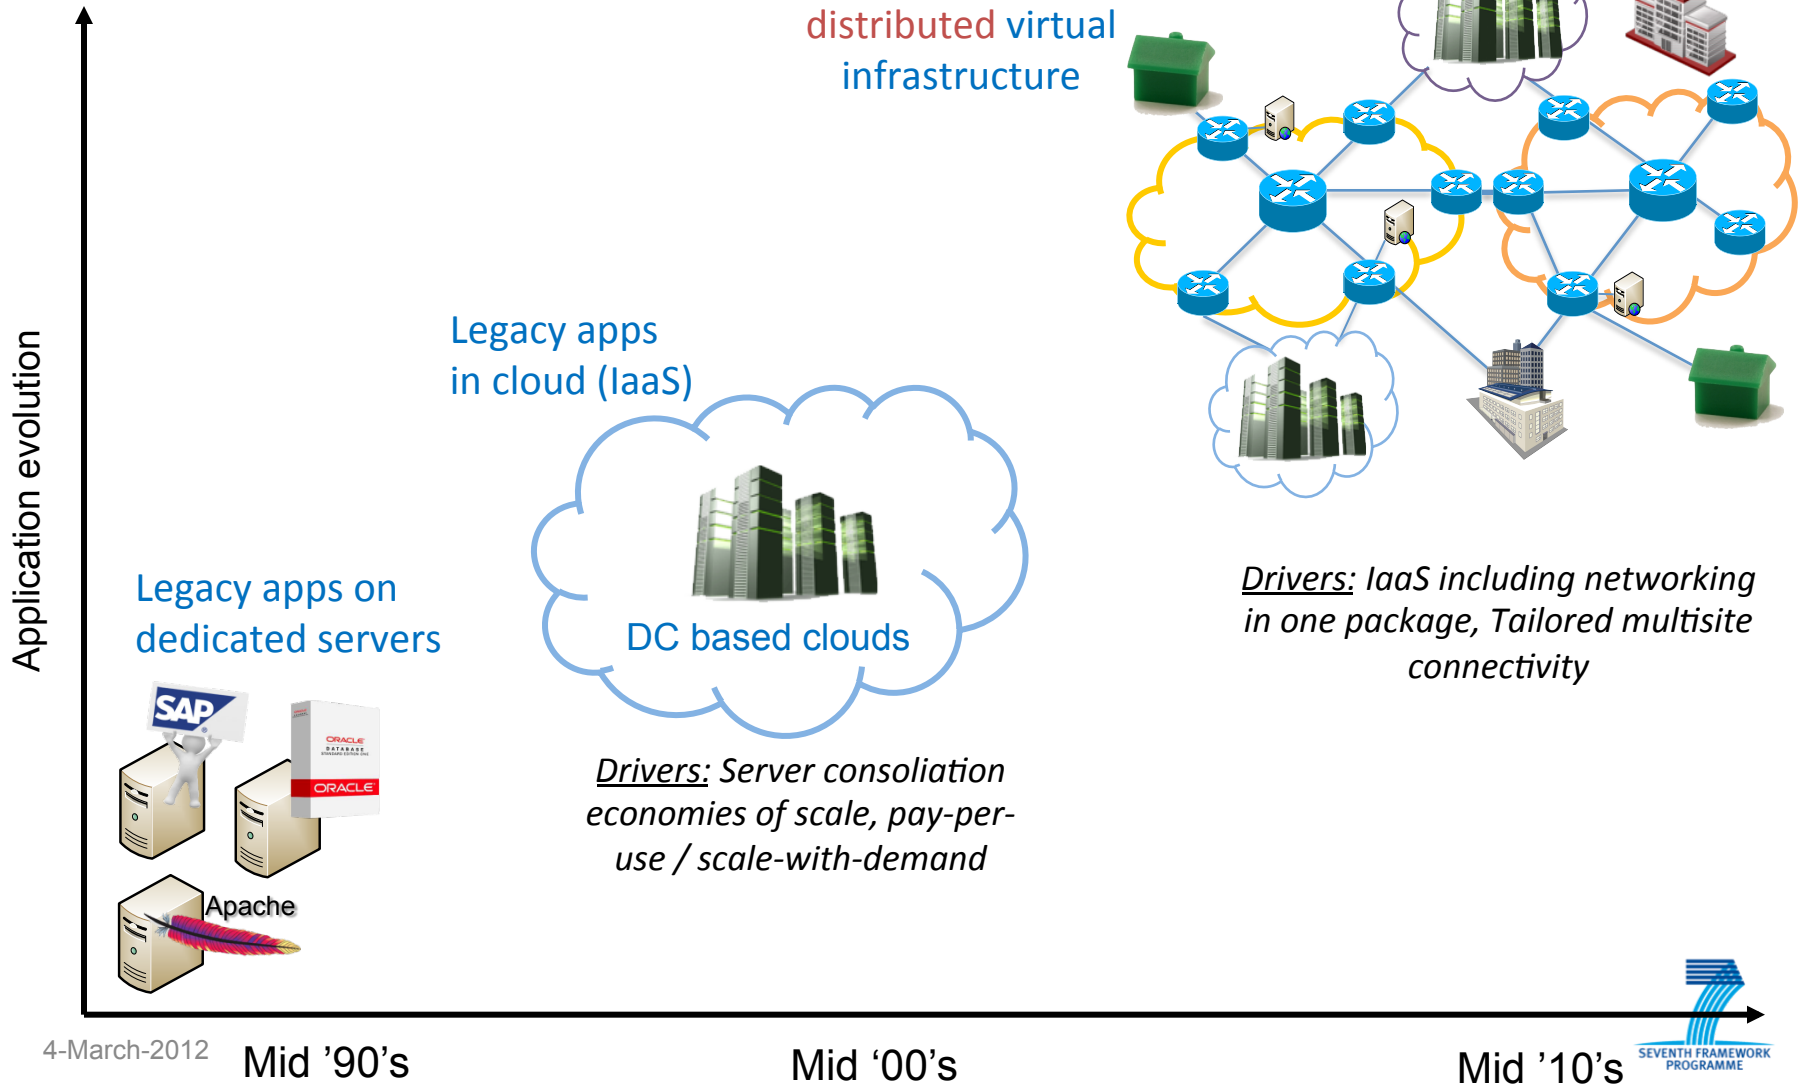 distributed virtual
infrastructure
Legacy apps
in cloud (IaaS)
DC based clouds
Legacy apps on
dedicated servers
SAP
ORACLE
DATABASE
ORACLE
Apache
Drivers: Server consoliation
economies of scale, pay-per-
use / scale-with-demand
Drivers: IaaS including networking
in one package, Tailored multisite
connectivity
Application evolution
4-March-2012
Mid ’90’s
Mid ‘00’s
Mid ’10’s
SEVENTH FRAMEWORK
PROGRAMME